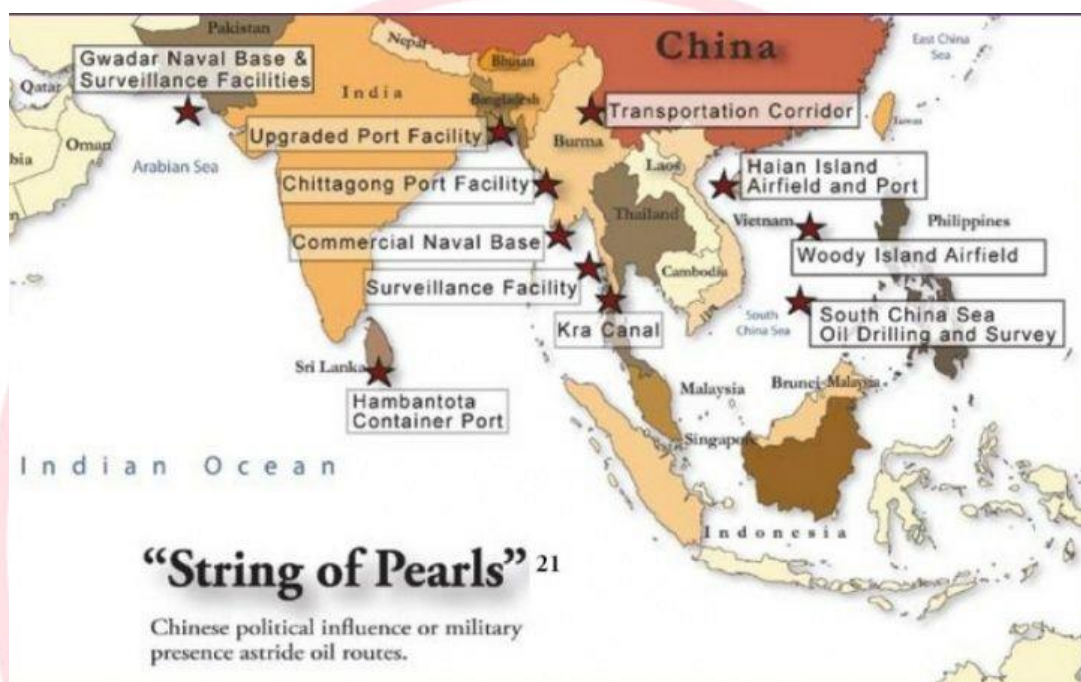 Pakistan
Nepal
China
East China
Sea
Gwadar Naval Base &
Surveillance Facilities
Bhutan
Qatar
India
Bangladesh
Transportation Corridor
Taiwan
Oman
Upgraded Port Facility
Burma
bia
Arabian Sea
Laos
Haian Island
Airfield and Port
Chittagong Port Facility
Thailand
Vietnam
Philippines
Commercial Naval Base
Woody Island Airfield
Cambodia
Surveillance Facility
South
China Sea
South China Sea
Oil Drilling and Survey
Kra Canal
Sri Lanka
Malaysia
Brunei
Malaysia
Hambantota
Container Port
Singapore
Indian Ocean
Indonesia
“String of Pearls” 21
Chinese political influence or military
presence astride oil routes.